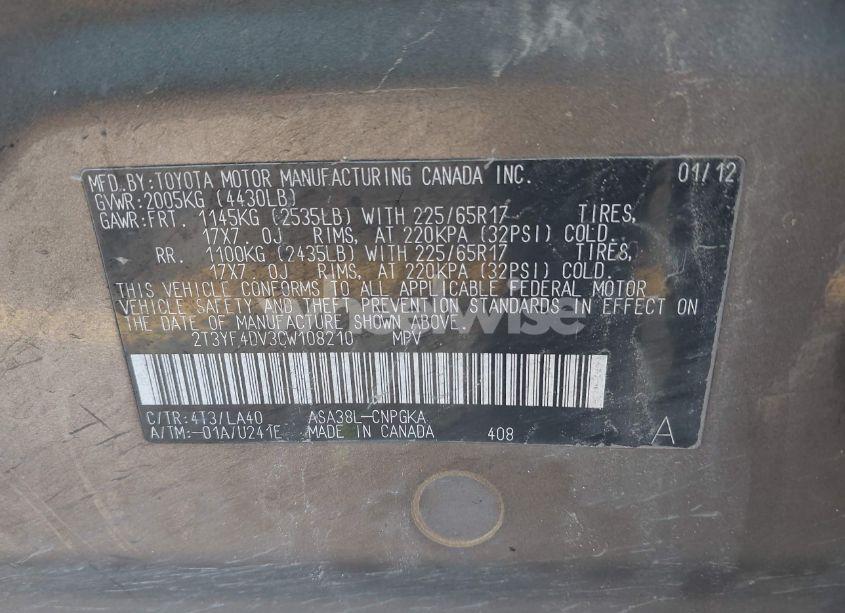 MFD. BY: TOYOTA MOTOR MANUFACTURING CANADA INC. 01/12
GVWR: 2005KG (4430LB)
GAWR: FRT. 1145KG (2535LB) WITH 225/65R17 TIRES,
17X7.0J RIMS, AT 220KPA (32PSI) COLD.
RR. 1100KG (2435LB) WITH 225/65R17 TIRES,
17X7.0J RIMS, AT 220KPA (32PSI) COLD.
THIS VEHICLE CONFORMS TO ALL APPLICABLE FEDERAL MOTOR
VEHICLE SAFETY AND THEFT PREVENTION STANDARDS IN EFFECT ON
THE DATE OF MANUFACTURE SHOWN ABOVE.
2T3YF4DV3CW108210 MPV
C/TR: 4T3/LA40 ASA38L-CNPGKA
A/TM: -01A/U241E MADE IN CANADA 408 A